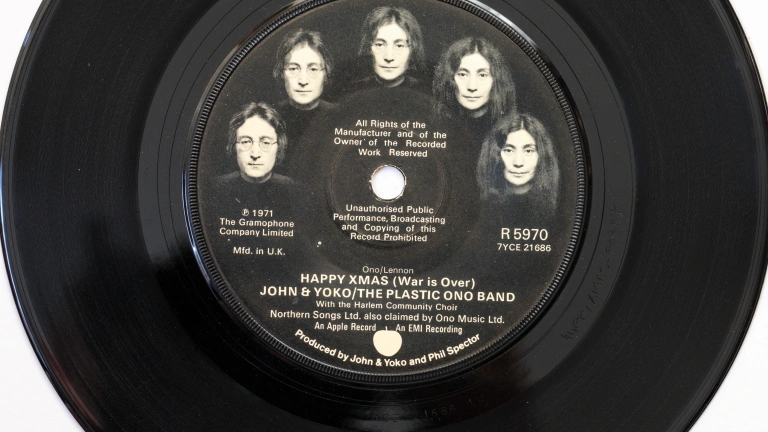 All Rights of the
Manufacturer and of the
Owner of the Recorded
Work Reserved
Unauthorised Public
Performance, Broadcasting
and Copying of this
Record Prohibited
℗ 1971
The Gramophone
Company Limited
Mfd. in U.K.
R 5970
7YCE 21686
Ono/Lennon
HAPPY XMAS (War is Over)
JOHN & YOKO/THE PLASTIC ONO BAND
With the Harlem Community Choir
Northern Songs Ltd. also claimed by Ono Music Ltd.
An Apple Record An EMI Recording
Produced by John & Yoko and Phil Spector